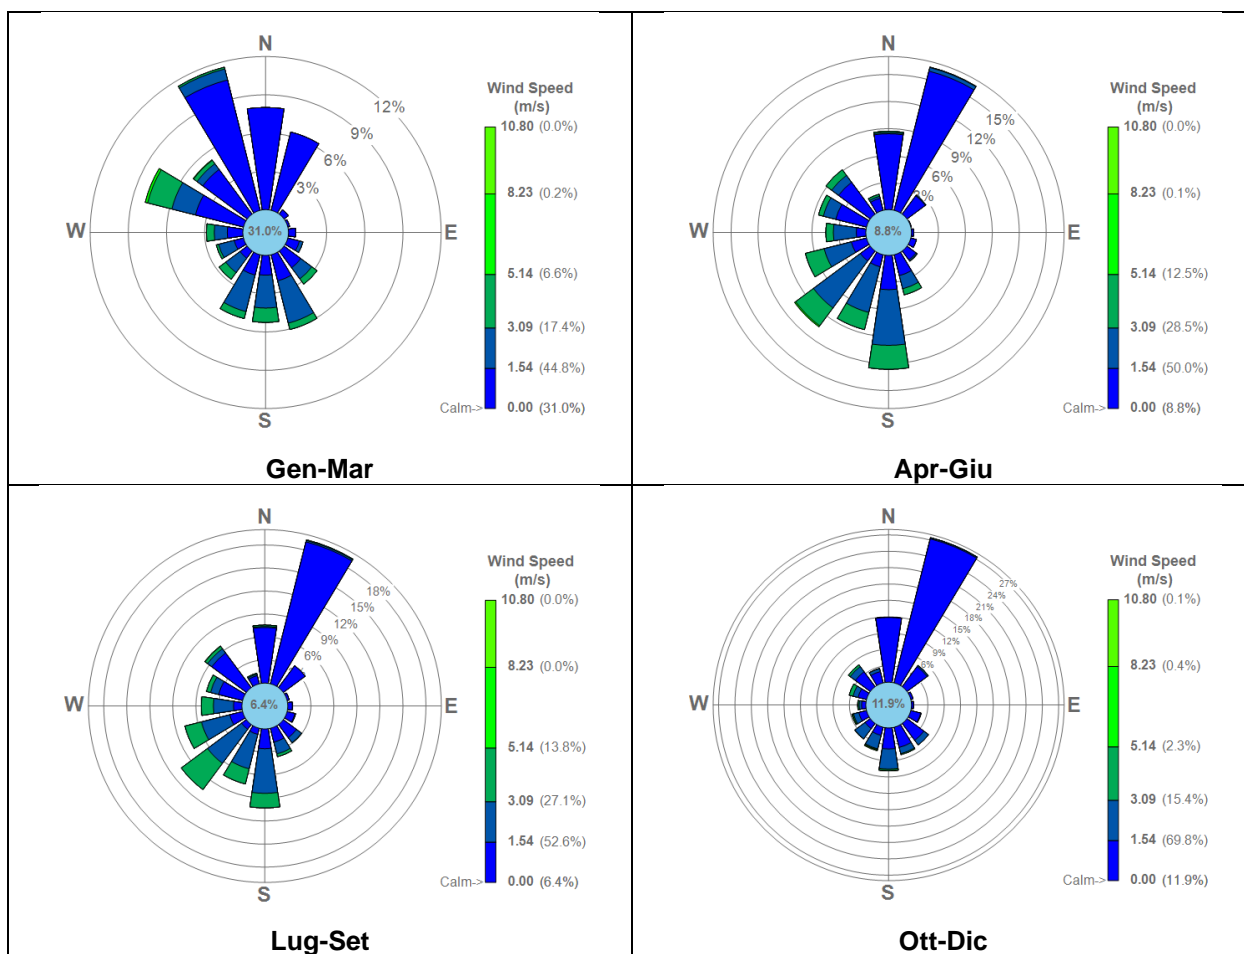 N
W
E
S
12%
9%
6%
3%
31.0%
Wind Speed
(m/s)
10.80 (0.0%)
8.23 (0.2%)
5.14 (6.6%)
3.09 (17.4%)
1.54 (44.8%)
Calm-> 0.00 (31.0%)
Gen-Mar
N
W
E
S
15%
12%
9%
6%
3%
8.8%
Wind Speed
(m/s)
10.80 (0.0%)
8.23 (0.1%)
5.14 (12.5%)
3.09 (28.5%)
1.54 (50.0%)
Calm-> 0.00 (8.8%)
Apr-Giu
N
W
E
S
18%
15%
12%
9%
6%
6.4%
Wind Speed
(m/s)
10.80 (0.0%)
8.23 (0.0%)
5.14 (13.8%)
3.09 (27.1%)
1.54 (52.6%)
Calm-> 0.00 (6.4%)
Lug-Set
N
W
E
S
27%
24%
21%
18%
15%
12%
9%
6%
11.9%
Wind Speed
(m/s)
10.80 (0.1%)
8.23 (0.4%)
5.14 (2.3%)
3.09 (15.4%)
1.54 (69.8%)
Calm-> 0.00 (11.9%)
Ott-Dic